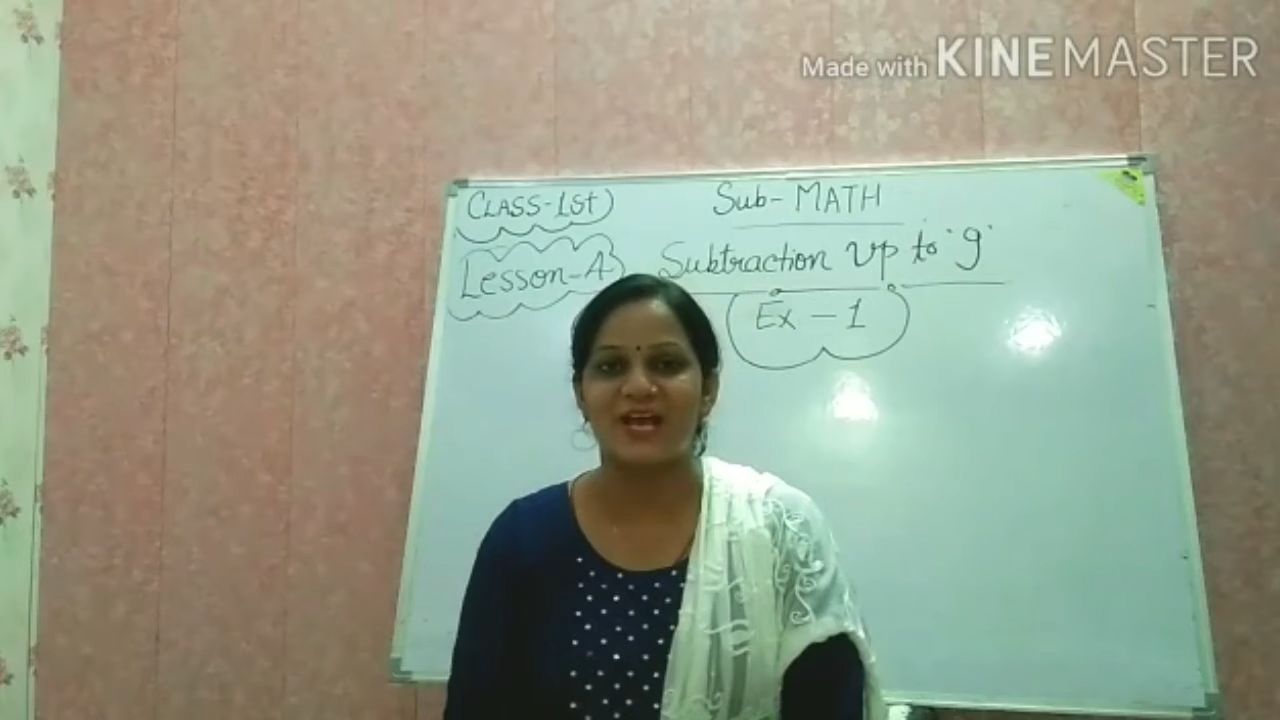 Made with KINEMASTER
CLASS-1st Sub-MATH
Lesson-4 Subtraction up to '9'
Ex-1